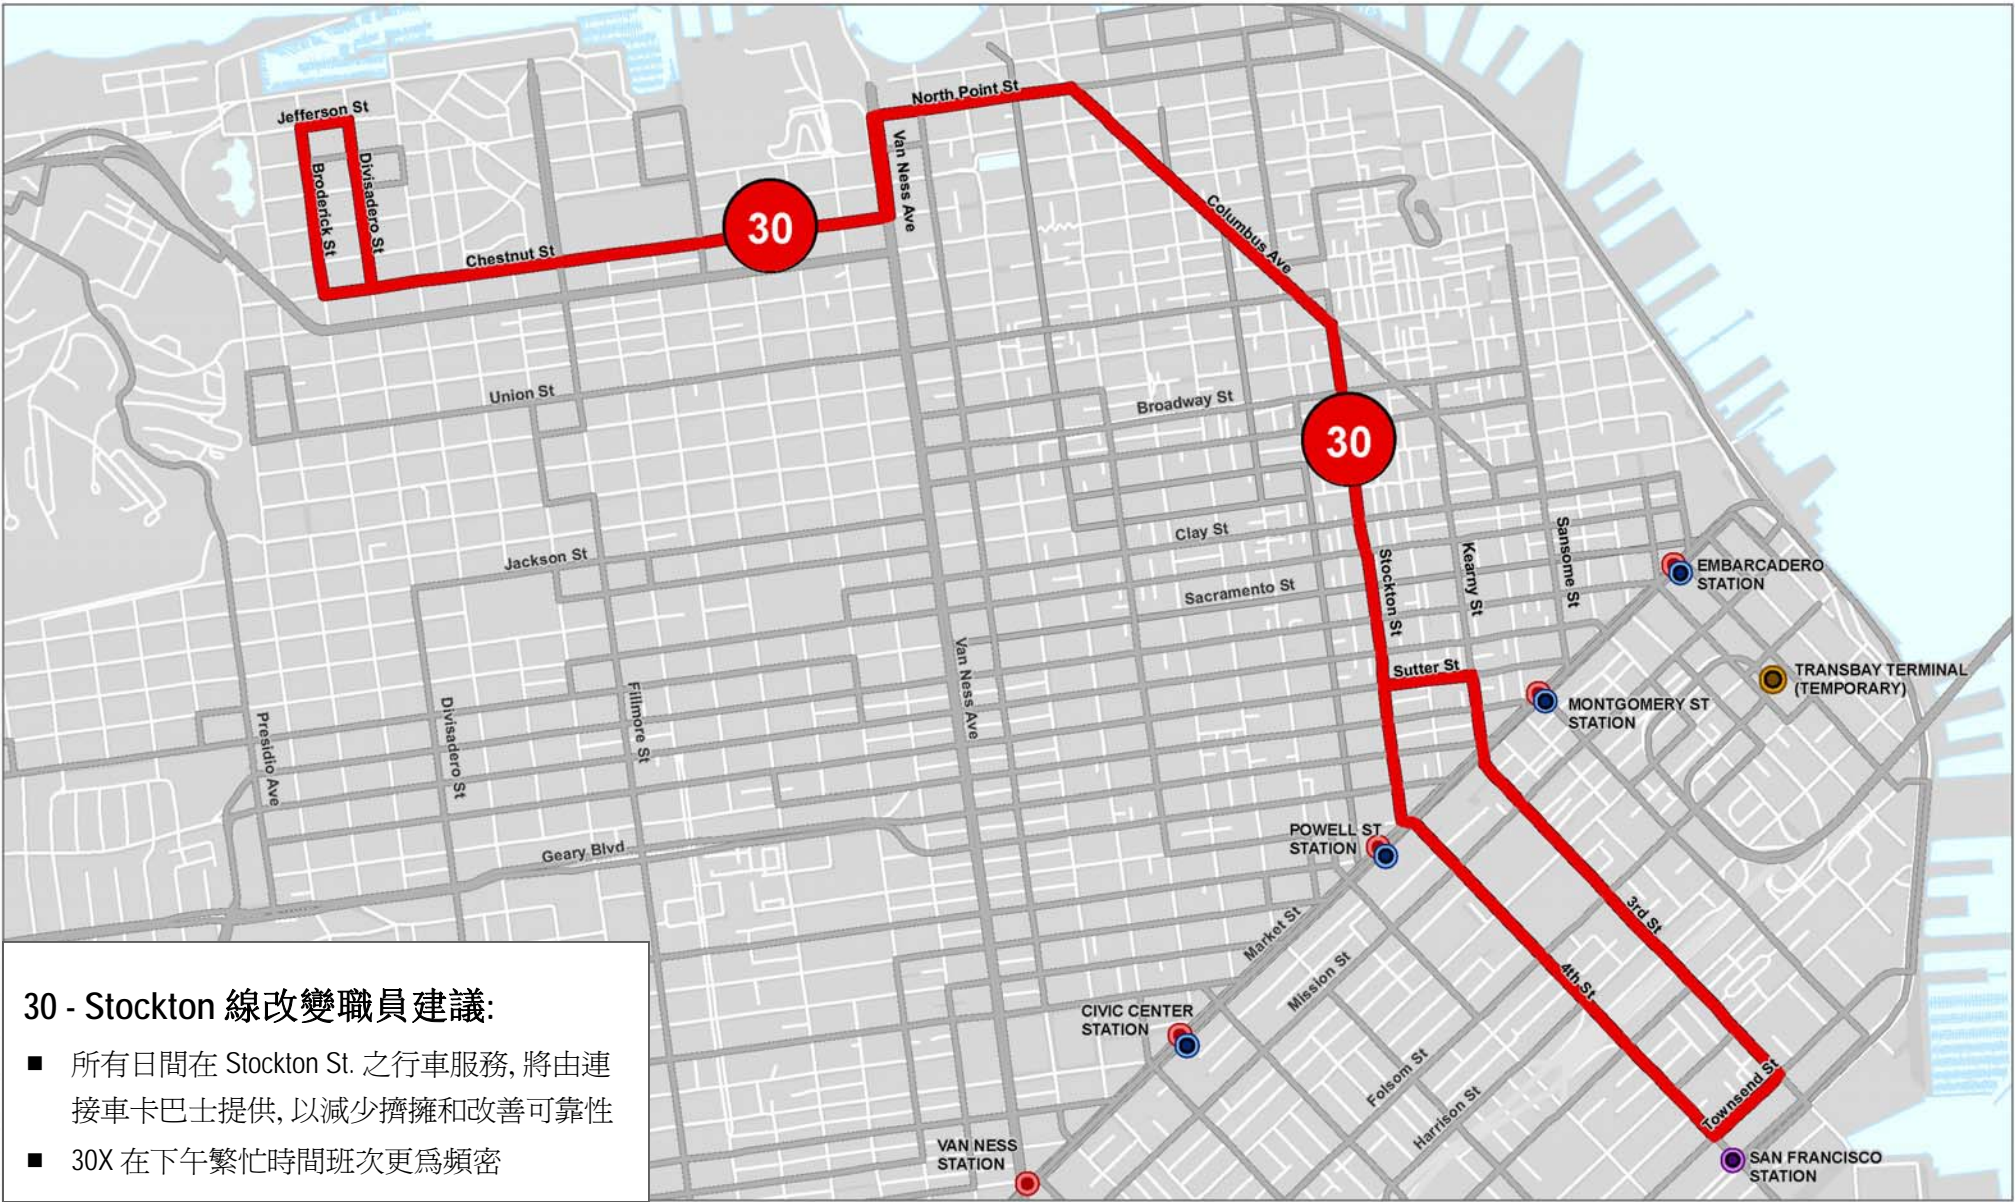 Jefferson St
Broderick St
Divisadero St
Chestnut St
30
Van Ness Ave
North Point St
Columbus Ave
Union St
Broadway St
30
Clay St
Jackson St
Sacramento St
Stockton St
Kearny St
Sansome St
EMBARCADERO
STATION
Sutter St
TRANSBAY TERMINAL
(TEMPORARY)
MONTGOMERY ST
STATION
Presidio Ave
Divisadero St
Fillmore St
Van Ness Ave
Geary Blvd
POWELL ST
STATION
Market St
Mission St
3rd St
4th St
CIVIC CENTER
STATION
Folsom St
Harrison St
Townsend St
VAN NESS
STATION
SAN FRANCISCO
STATION
30 - Stockton 線改變職員建議:
■ 所有日間在 Stockton St. 之行車服務, 將由連
接車卡巴士提供, 以減少擠擁和改善可靠性
■ 30X 在下午繁忙時間班次更爲頻密